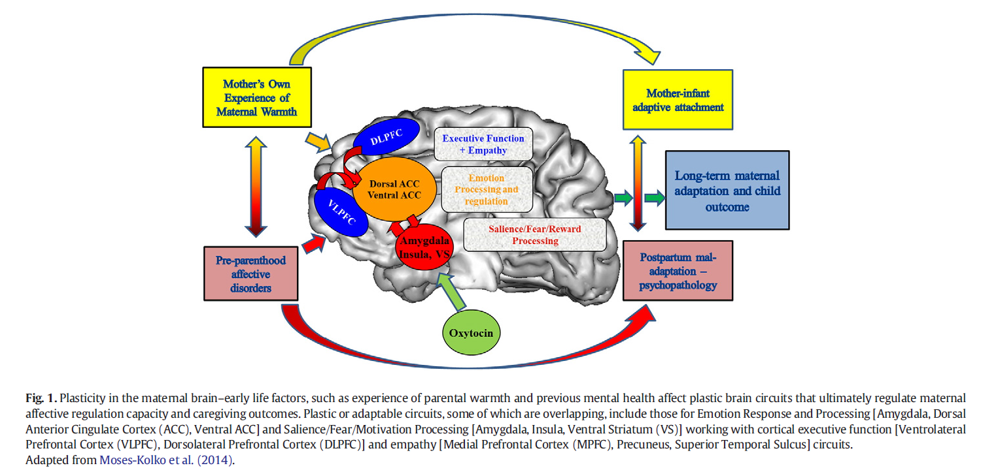 Mother's Own
Experience of
Maternal Warmth
Mother-infant
adaptive attachment
DLPFC
Executive Function
+ Empathy
Dorsal ACC
Ventral ACC
Emotion
Processing and
regulation
VLPFC
Long-term maternal
adaptation and child
outcome
Salience/Fear/Reward
Processing
Amygdala
Insula, VS
Pre-parenthood
affective
disorders
Postpartum mal-
adaptation –
psychopathology
Oxytocin
Fig. 1. Plasticity in the maternal brain–early life factors, such as experience of parental warmth and previous mental health affect plastic brain circuits that ultimately regulate maternal
affective regulation capacity and caregiving outcomes. Plastic or adaptable circuits, some of which are overlapping, include those for Emotion Response and Processing [Amygdala, Dorsal
Anterior Cingulate Cortex (ACC), Ventral ACC] and Salience/Fear/Motivation Processing [Amygdala, Insula, Ventral Striatum (VS)] working with cortical executive function [Ventrolateral
Prefrontal Cortex (VLPFC), Dorsolateral Prefrontal Cortex (DLPFC)] and empathy [Medial Prefrontal Cortex (MPFC), Precuneus, Superior Temporal Sulcus] circuits.
Adapted from Moses-Kolko et al. (2014).